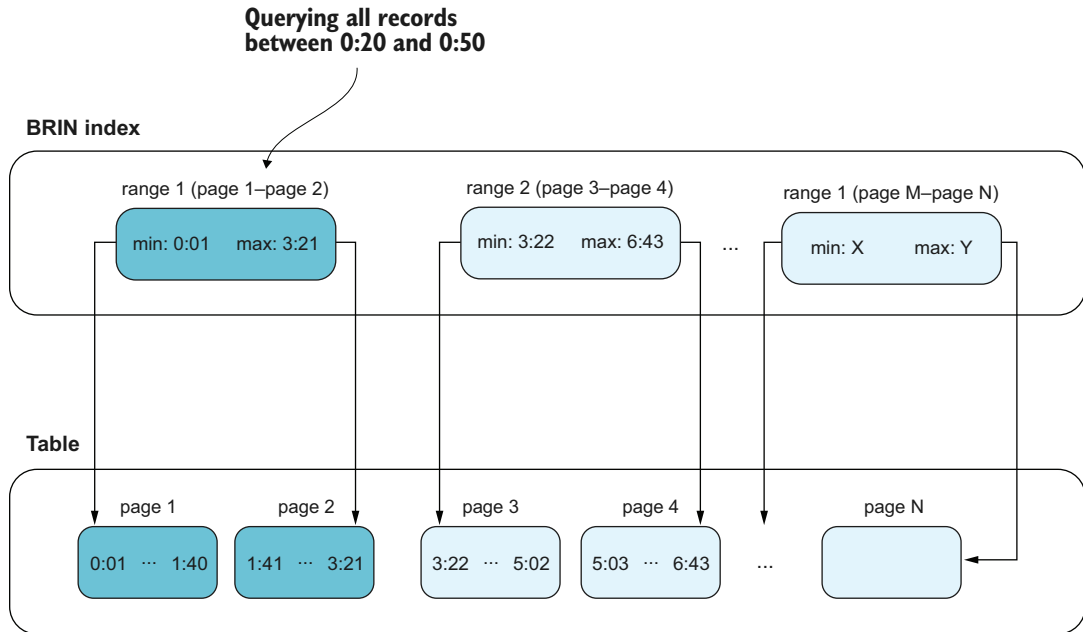 Querying all records
between 0:20 and 0:50
BRIN index
range 1 (page 1–page 2)
range 2 (page 3–page 4)
range 1 (page M–page N)
min: 0:01 max: 3:21
min: 3:22 max: 6:43
...
min: X max: Y
Table
page 1
page 2
page 3
page 4
page N
0:01 ... 1:40
1:41 ... 3:21
3:22 ... 5:02
5:03 ... 6:43
...